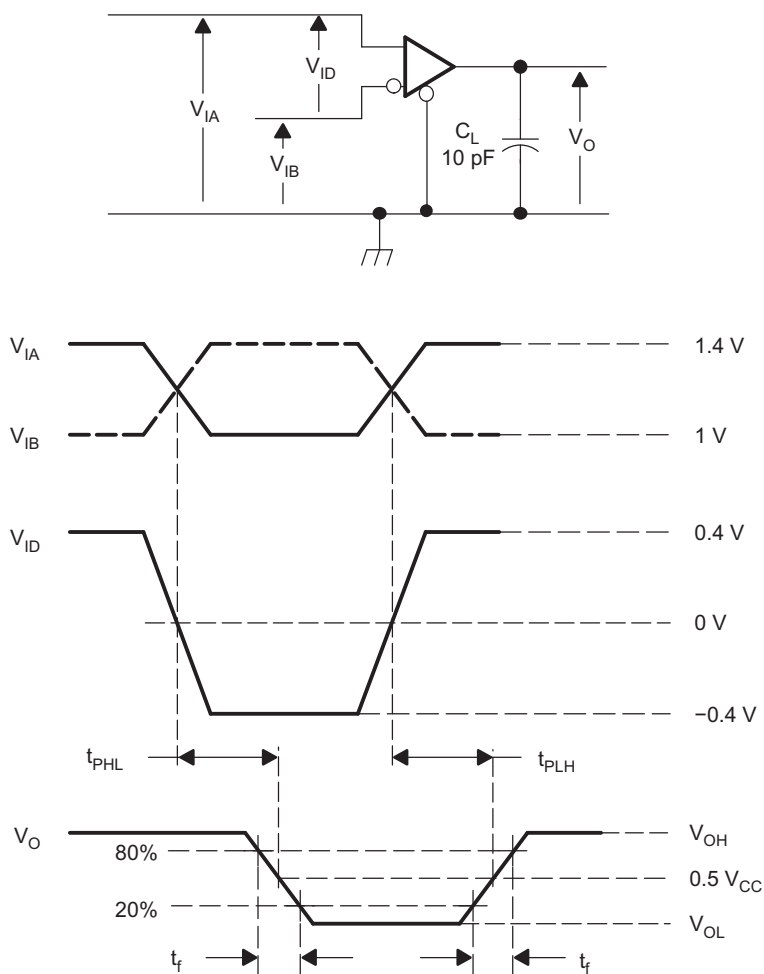 V_ID
V_IA
V_IB
C_L
10 pF
V_O
V_IA
1.4 V
V_IB
1 V
V_ID
0.4 V
0 V
−0.4 V
t_PHL
t_PLH
V_O
V_OH
80%
0.5 V_CC
20%
V_OL
t_f
t_f